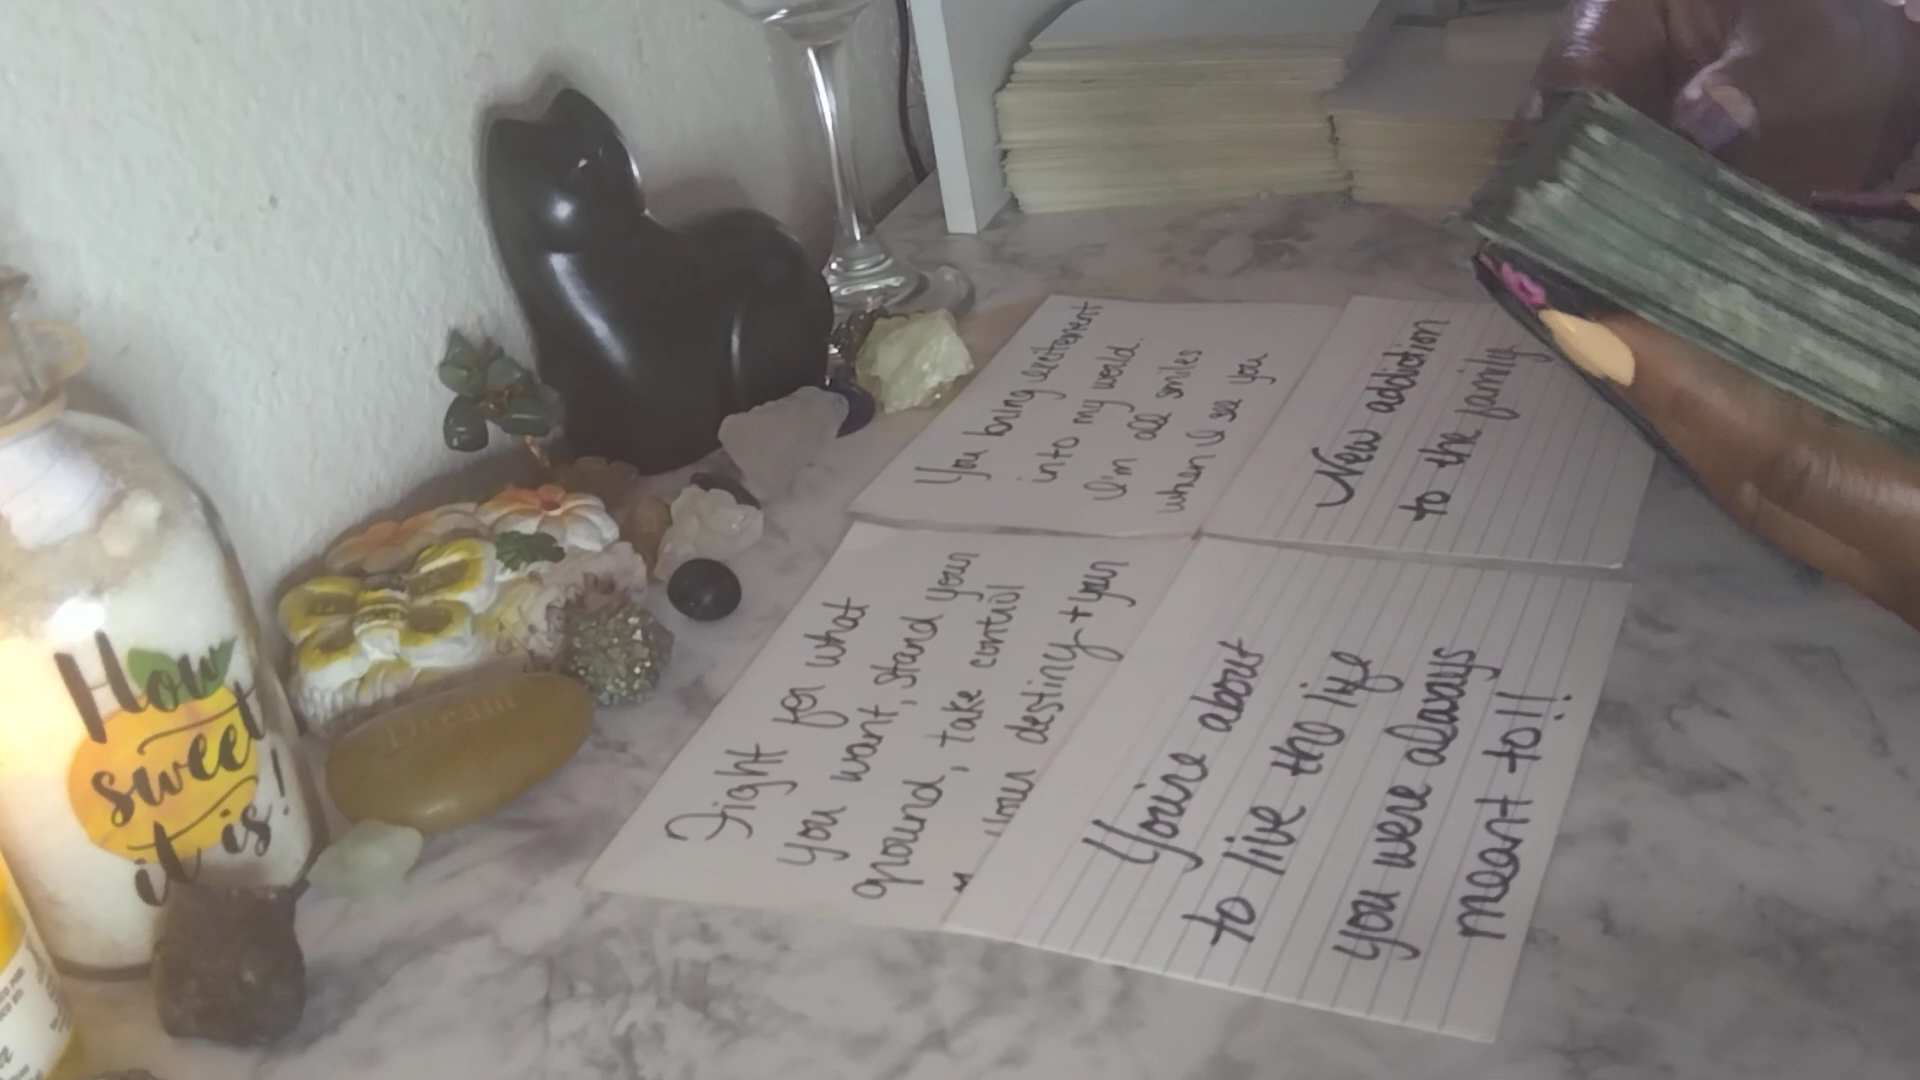 You bring excitement
into my world.
I'm all smiles
when I see you
New addiction
to the family
Fight for what
you want, stand your
ground, take control
your destiny + your
You're about
to live the life
you were always
meant to!!
How
sweet
it is!
Dream